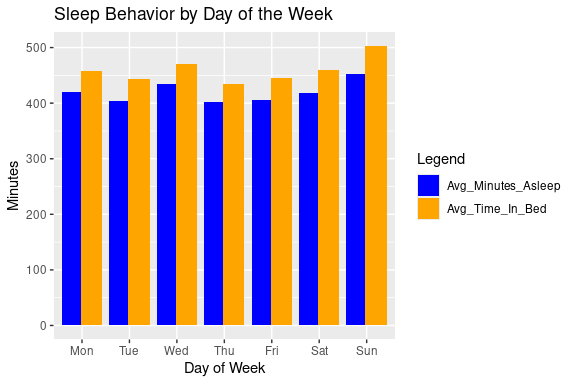 Sleep Behavior by Day of the Week
500
400
300
200
100
0
Minutes
Mon Tue Wed Thu Fri Sat Sun
Day of Week
Legend
Avg_Minutes_Asleep
Avg_Time_In_Bed